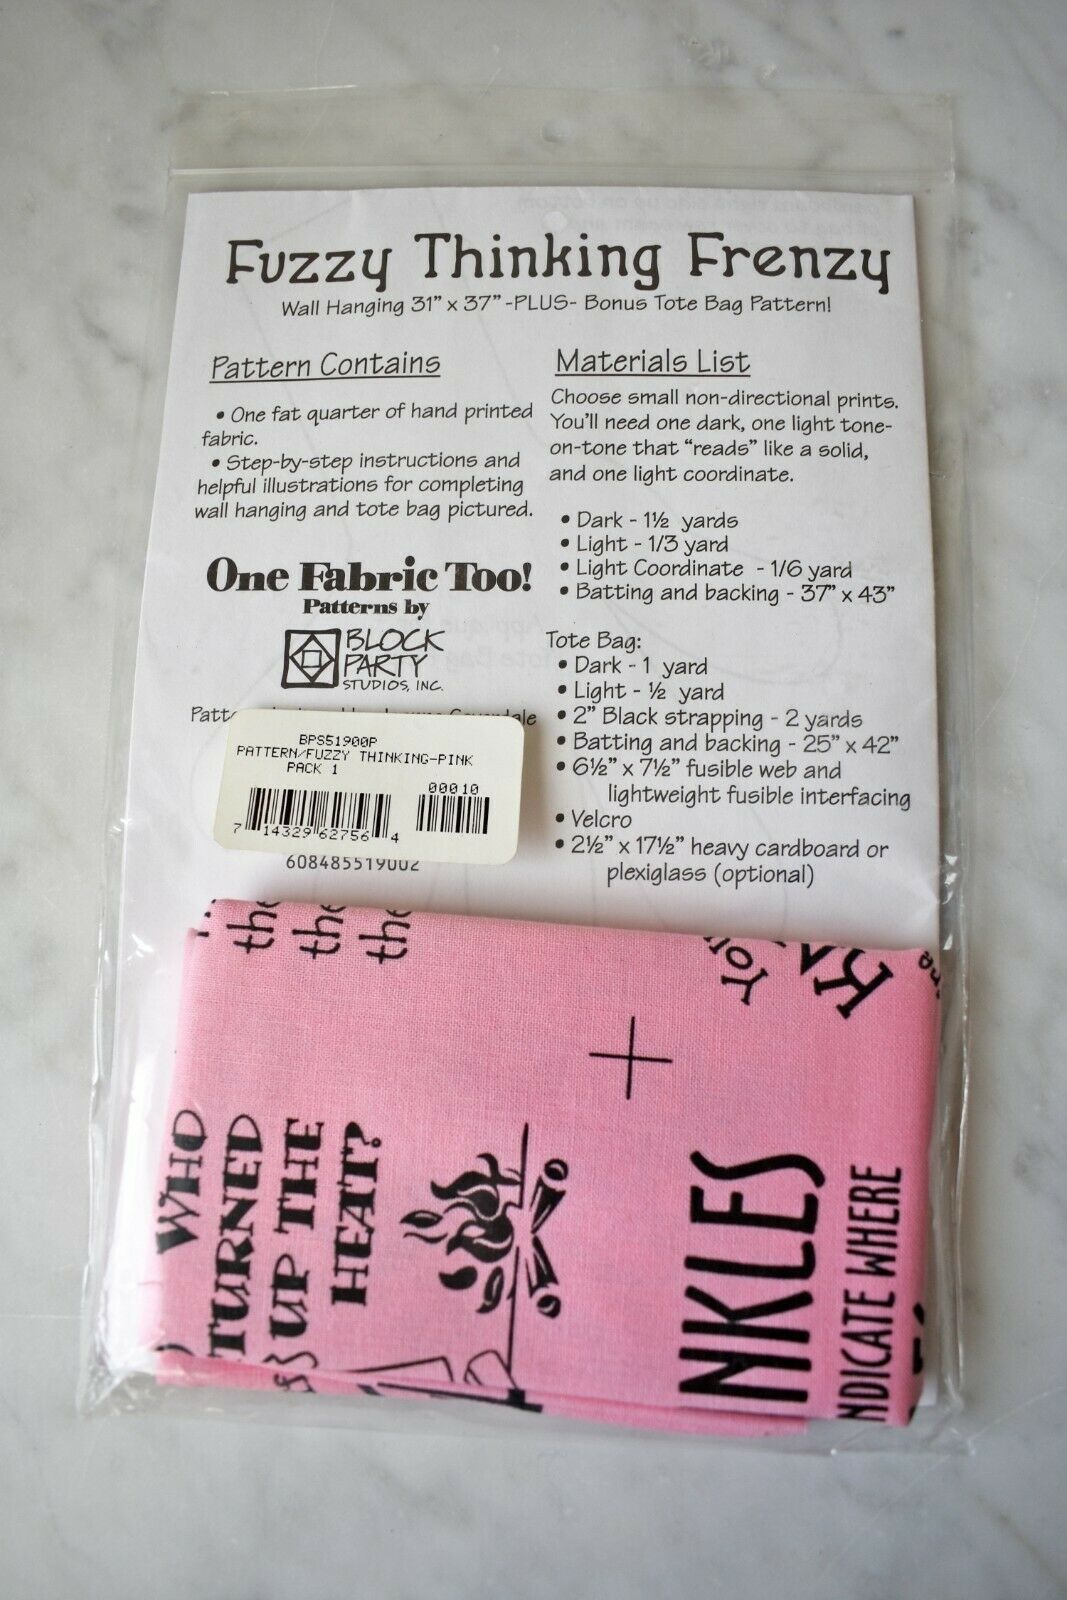 Fuzzy Thinking Frenzy
Wall Hanging 31" x 37" -PLUS- Bonus Tote Bag Pattern!
Pattern Contains
• One fat quarter of hand printed
fabric.
• Step-by-step instructions and
helpful illustrations for completing
wall hanging and tote bag pictured.
One Fabric Too!
Patterns by
BLOCK
PARTY
STUDIOS, INC.
BPS51900P
PATTERN/FUZZY THINKING-PINK
PACK 1
00010
7 14329 62756 4
608485519002
Materials List
Choose small non-directional prints.
You'll need one dark, one light tone-
on-tone that "reads" like a solid,
and one light coordinate.
• Dark - 1½ yards
• Light - 1/3 yard
• Light Coordinate - 1/6 yard
• Batting and backing - 37" x 43"
Tote Bag:
• Dark - 1 yard
• Light - ½ yard
• 2" Black strapping - 2 yards
• Batting and backing - 25" x 42"
• 6½" x 7½" fusible web and
lightweight fusible interfacing
• Velcro
• 2½" x 17½" heavy cardboard or
plexiglass (optional)
the
the
the
WHO
TURNED
UP THE
HEAT?
NKLES
NDICATE WHERE